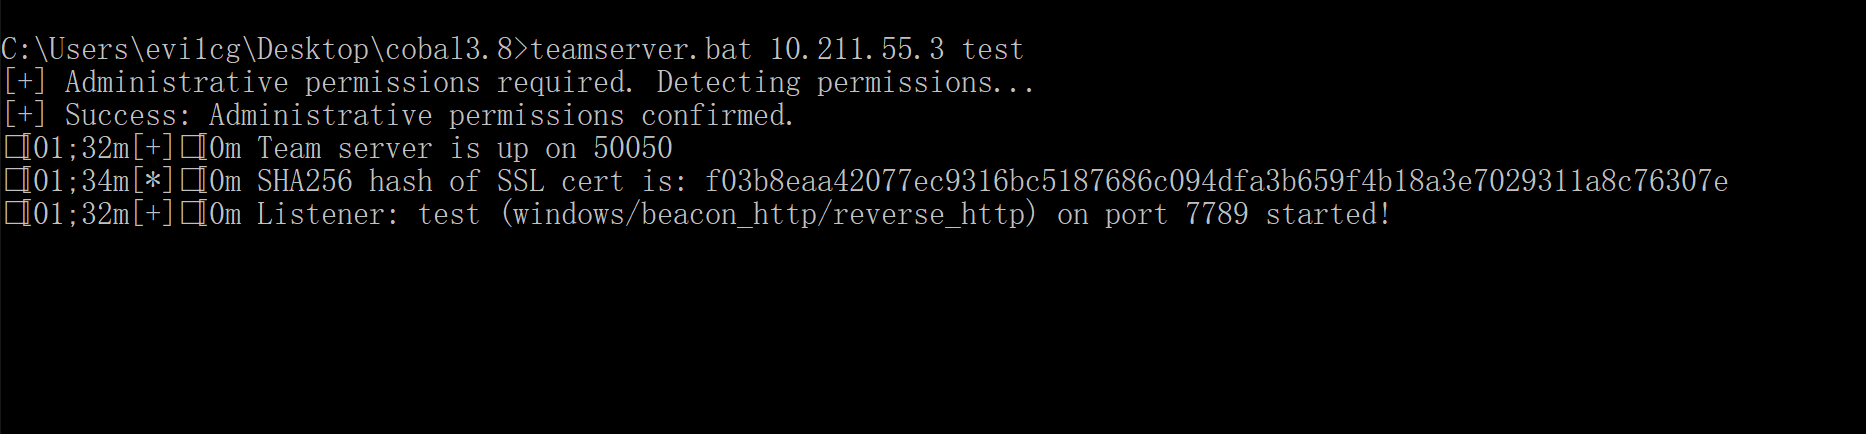 C:\Users\evi1cg\Desktop\cobal3.8>teamserver.bat 10.211.55.3 test
[+] Administrative permissions required. Detecting permissions...
[+] Success: Administrative permissions confirmed.
□[01;32m[+]□[0m Team server is up on 50050
□[01;34m[*]□[0m SHA256 hash of SSL cert is: f03b8eaa42077ec9316bc5187686c094dfa3b659f4b18a3e7029311a8c76307e
□[01;32m[+]□[0m Listener: test (windows/beacon_http/reverse_http) on port 7789 started!